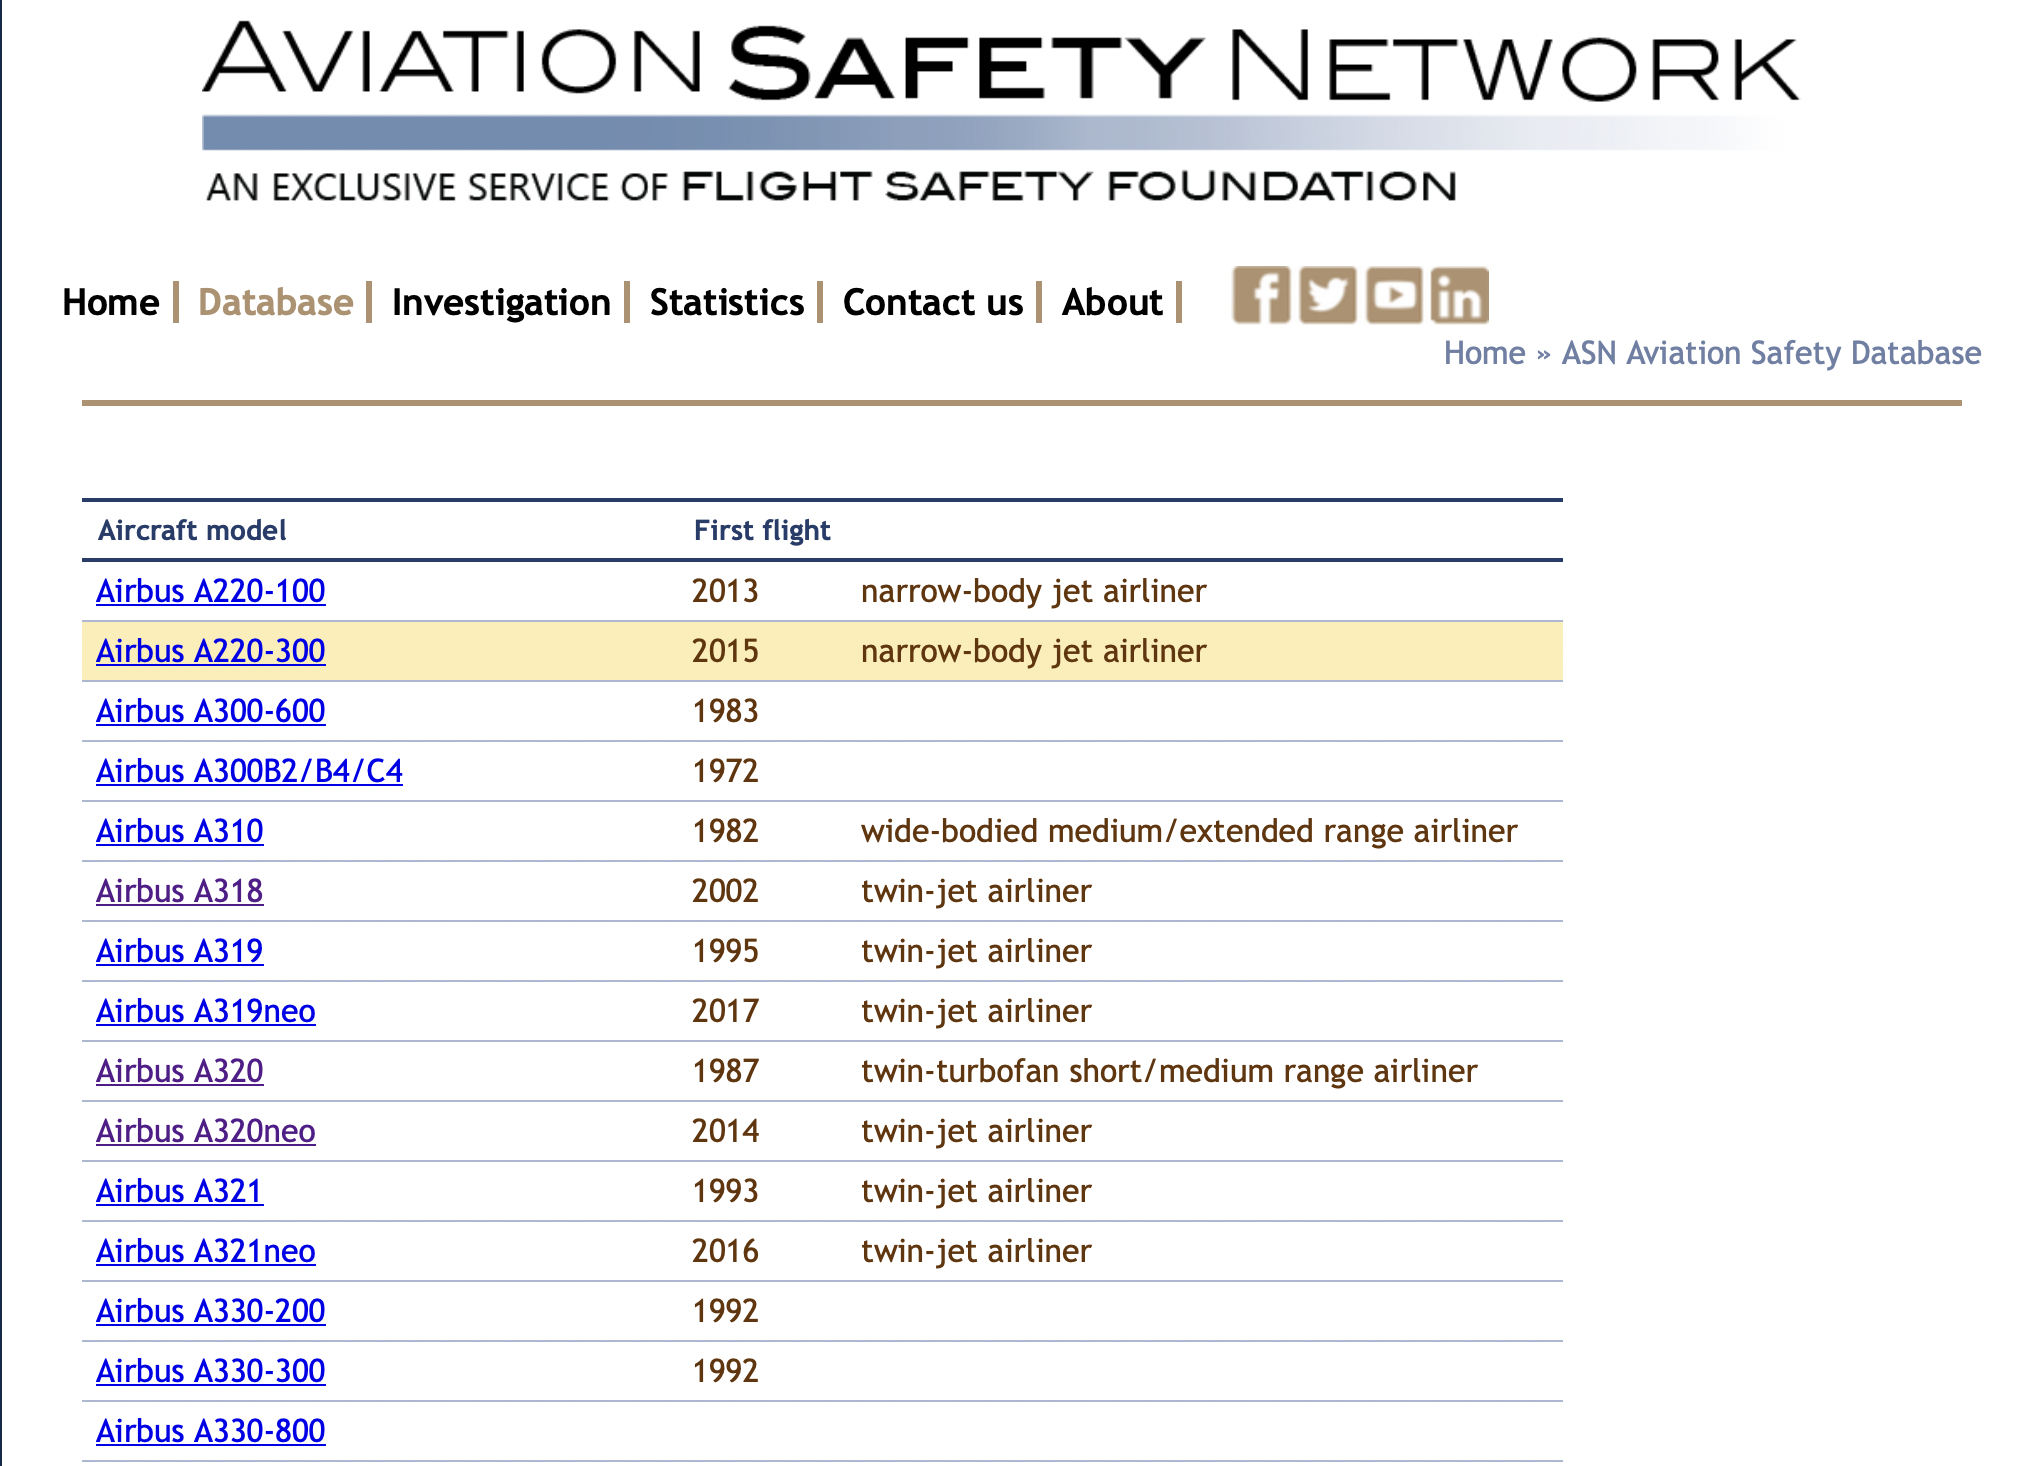 AVIATION SAFETY NETWORK
AN EXCLUSIVE SERVICE OF FLIGHT SAFETY FOUNDATION
Home | Database | Investigation | Statistics | Contact us | About |
Home » ASN Aviation Safety Database
Aircraft model First flight
Airbus A220-100 2013 narrow-body jet airliner
Airbus A220-300 2015 narrow-body jet airliner
Airbus A300-600 1983
Airbus A300B2/B4/C4 1972
Airbus A310 1982 wide-bodied medium/extended range airliner
Airbus A318 2002 twin-jet airliner
Airbus A319 1995 twin-jet airliner
Airbus A319neo 2017 twin-jet airliner
Airbus A320 1987 twin-turbofan short/medium range airliner
Airbus A320neo 2014 twin-jet airliner
Airbus A321 1993 twin-jet airliner
Airbus A321neo 2016 twin-jet airliner
Airbus A330-200 1992
Airbus A330-300 1992
Airbus A330-800